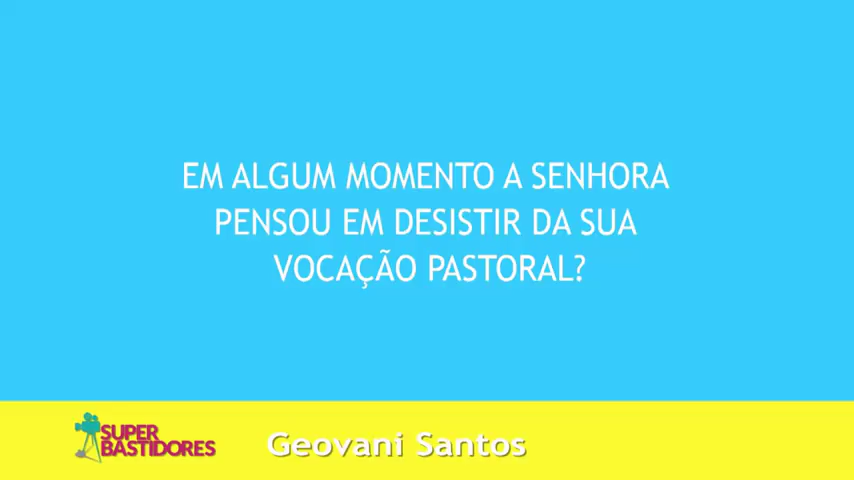 EM ALGUM MOMENTO A SENHORA
PENSOU EM DESISTIR DA SUA
VOCAÇÃO PASTORAL?
SUPER
BASTIDORES
Geovani Santos